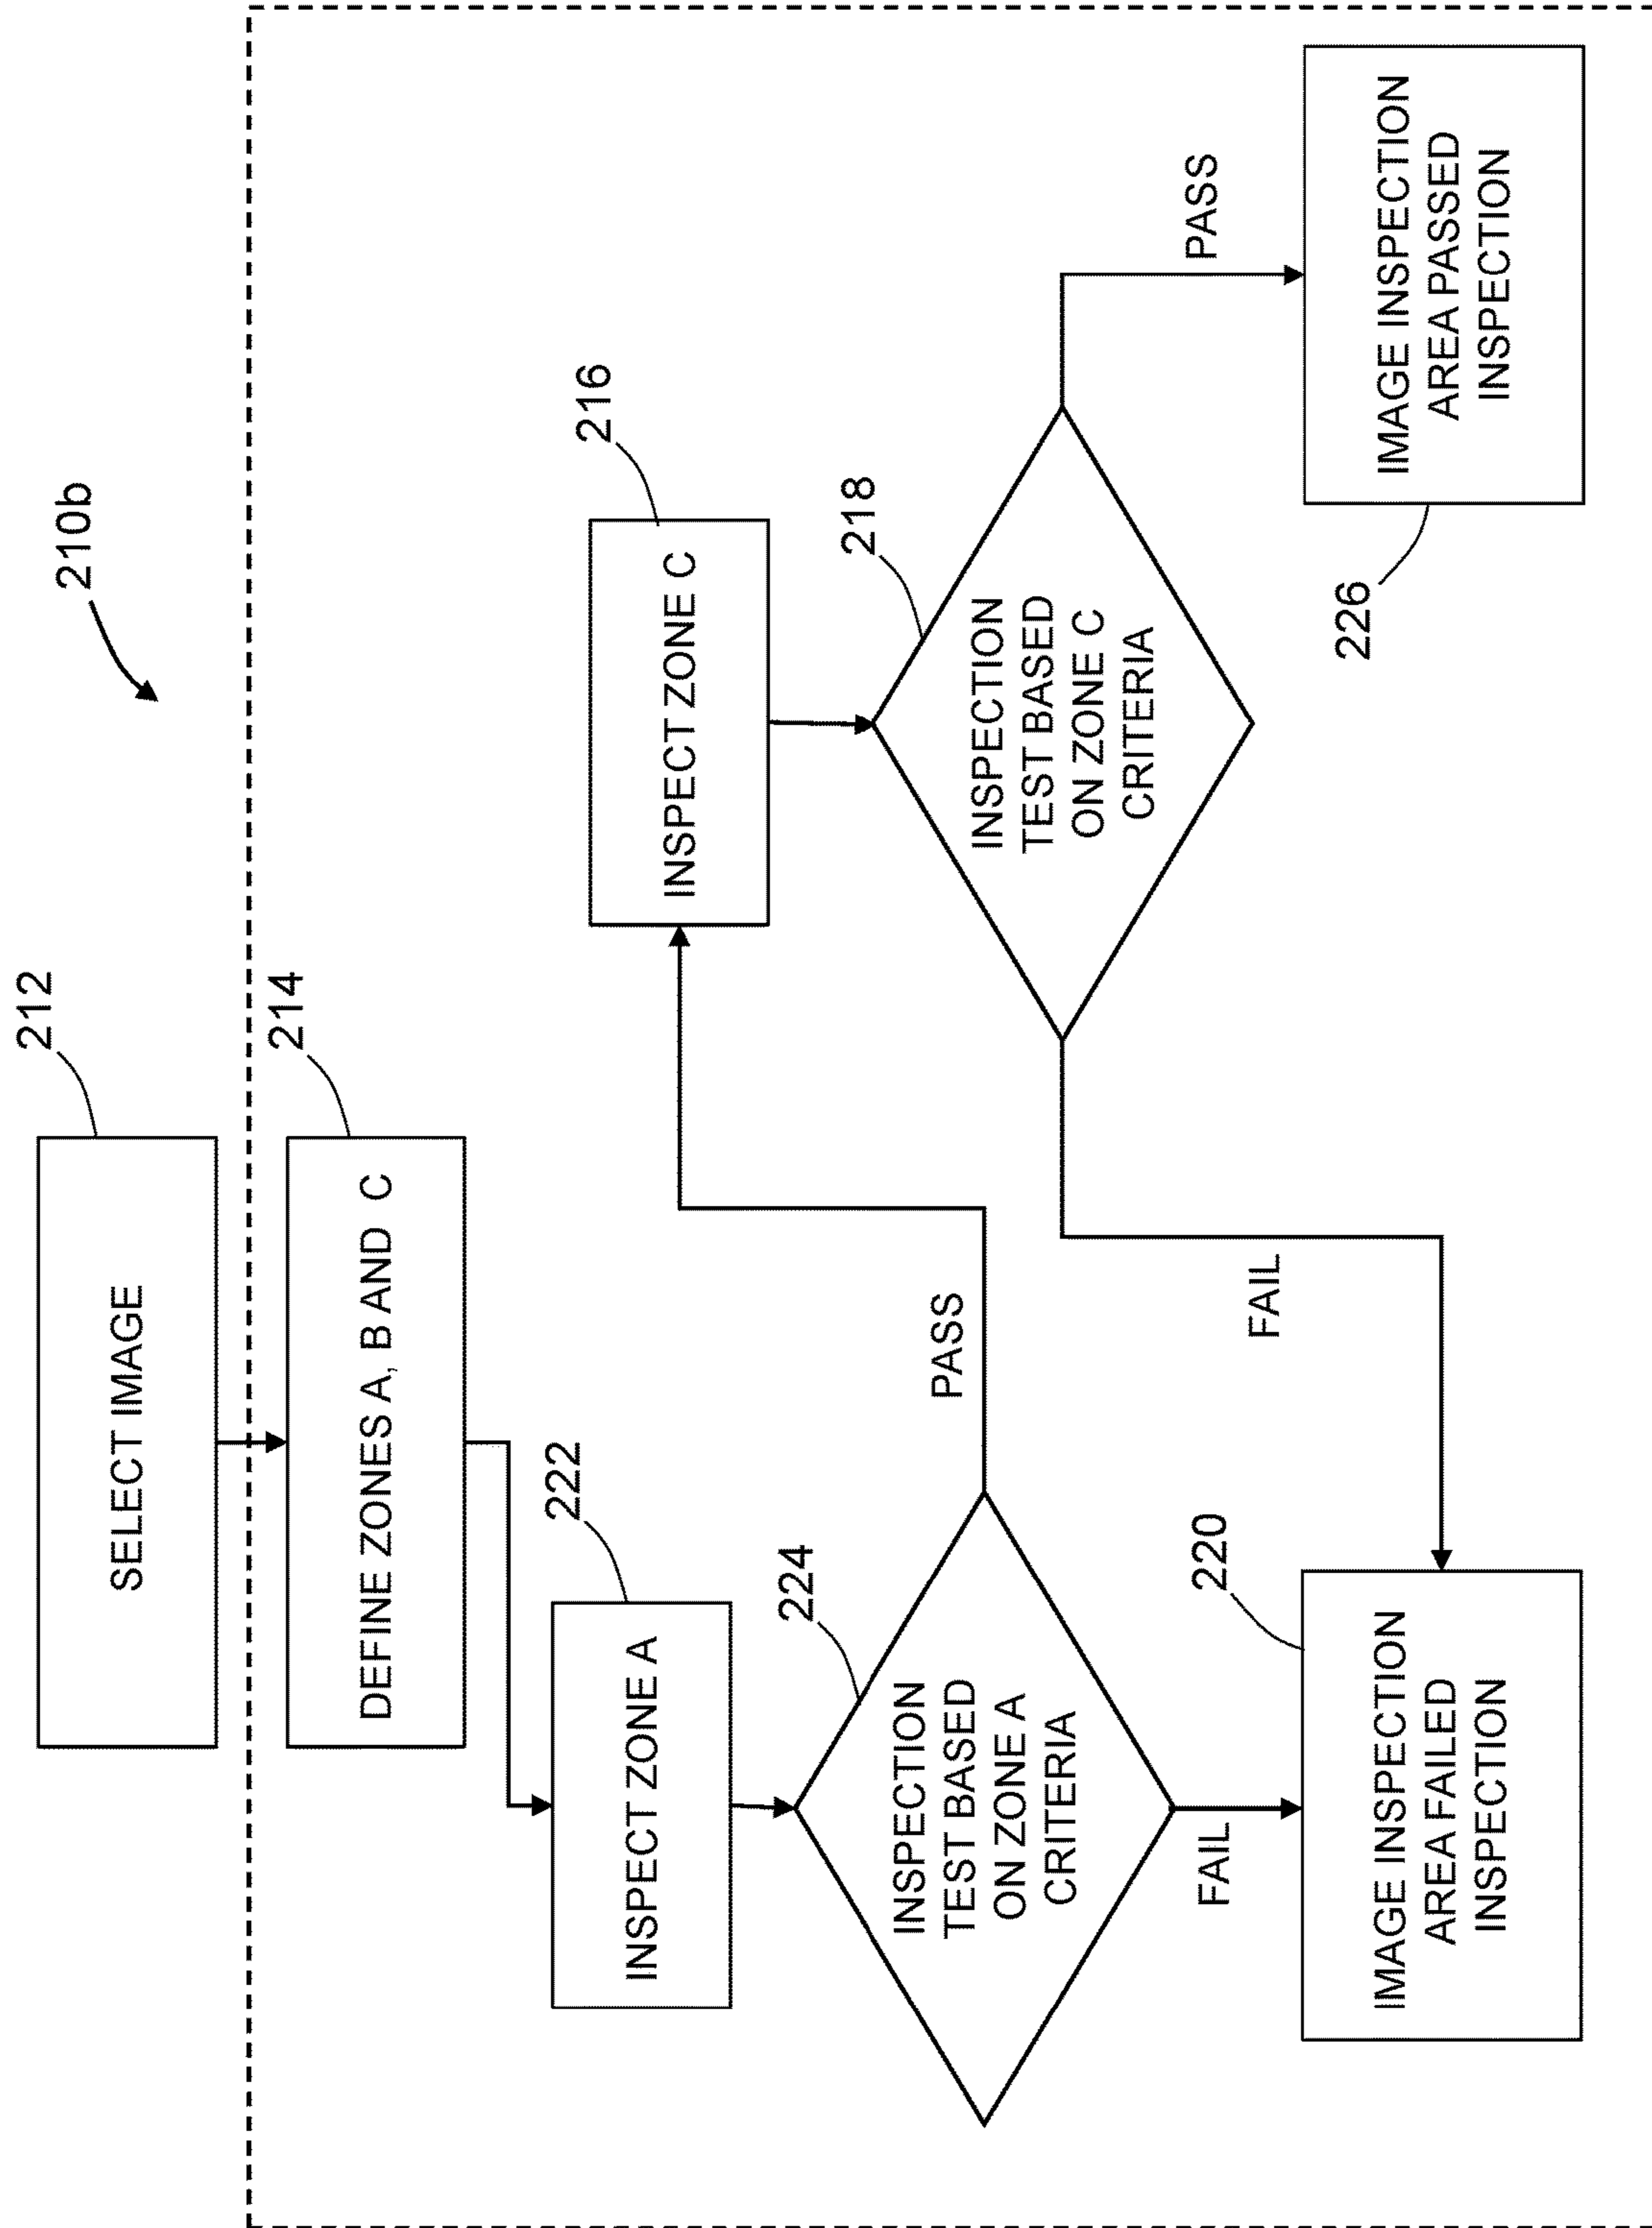 210b
212
SELECT IMAGE
214
DEFINE ZONES A, B AND C
222
INSPECT ZONE A
216
INSPECT ZONE C
224
INSPECTION
TEST BASED
ON ZONE A
CRITERIA
PASS
218
INSPECTION
TEST BASED
ON ZONE C
CRITERIA
FAIL
FAIL
PASS
220
IMAGE INSPECTION
AREA FAILED
INSPECTION
226
IMAGE INSPECTION
AREA PASSED
INSPECTION